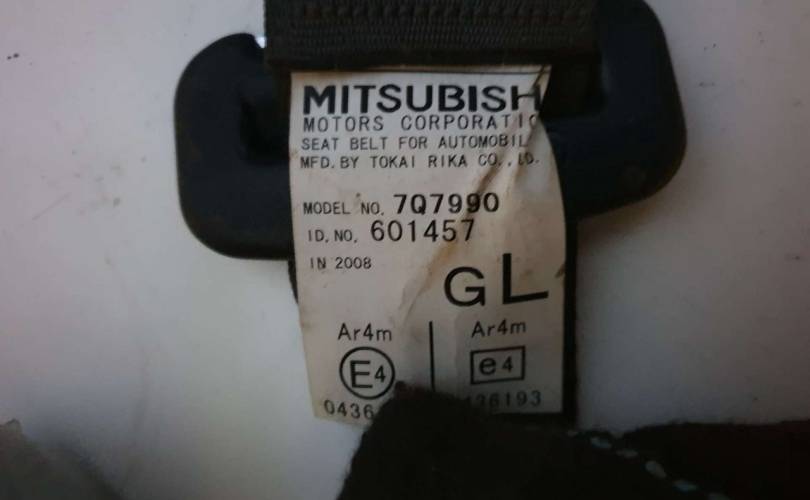 MITSUBISH
MOTORS CORPORATIO
SEAT BELT FOR AUTOMOBIL
MFD. BY TOKAI RIKA CO., LD.
MODEL NO. 7Q7990
ID. NO. 601457
IN 2008
GL
Ar4m Ar4m
E4 e4
0436 36193